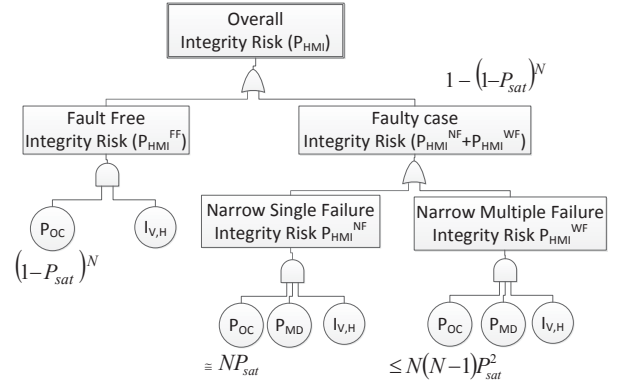 Overall
Integrity Risk (P_HMI)
1 − (1−P_sat)^N
Fault Free
Integrity Risk (P_HMI^FF)
Faulty case
Integrity Risk (P_HMI^NF+P_HMI^WF)
P_OC
I_V,H
(1−P_sat)^N
Narrow Single Failure
Integrity Risk P_HMI^NF
Narrow Multiple Failure
Integrity Risk P_HMI^WF
P_OC
P_MD
I_V,H
P_OC
P_MD
I_V,H
≅ NP_sat
≤ N(N−1)P_sat^2